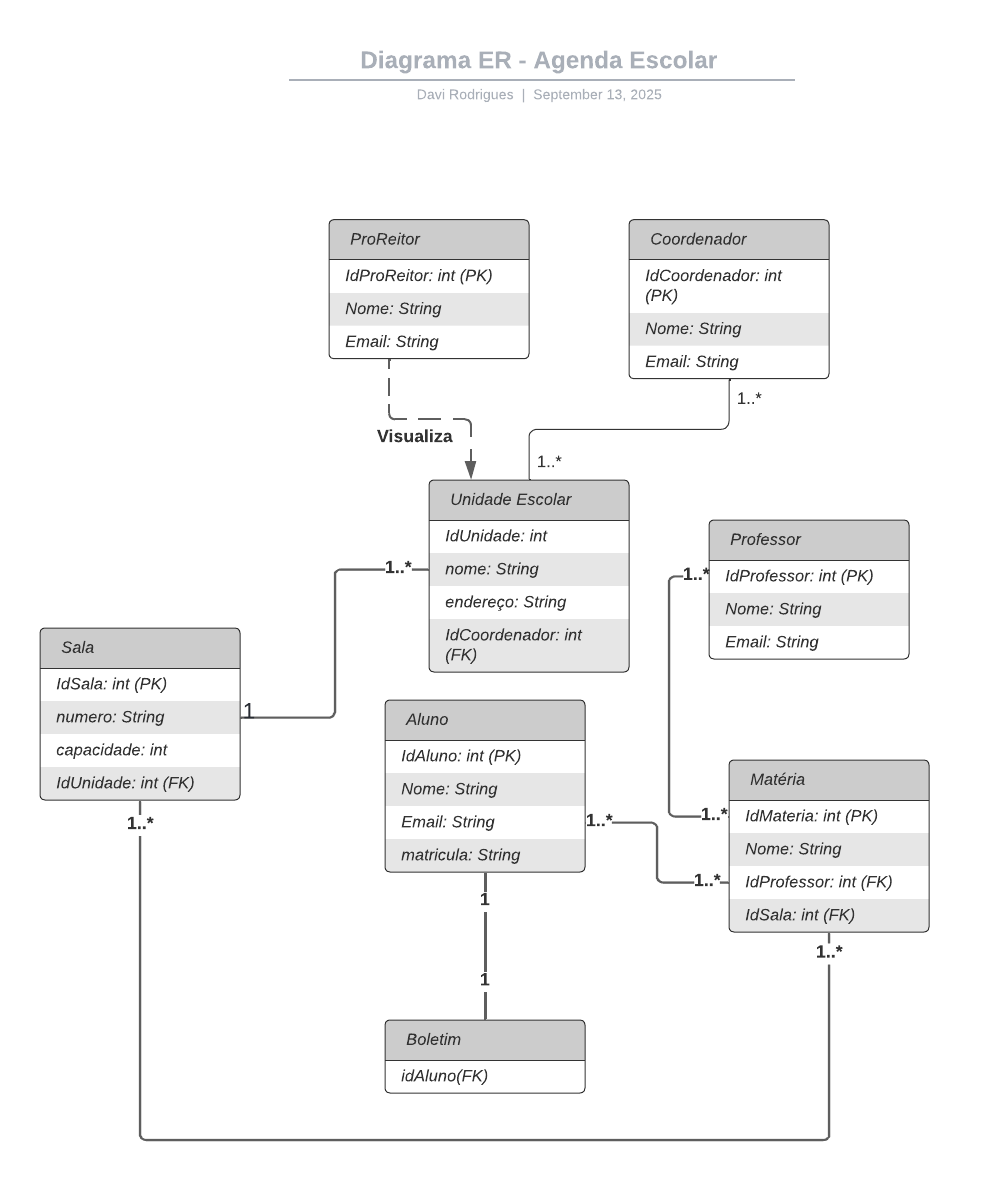 Diagrama ER - Agenda Escolar
Davi Rodrigues | September 13, 2025
ProReitor
IdProReitor: int (PK)
Nome: String
Email: String
Coordenador
IdCoordenador: int
(PK)
Nome: String
Email: String
1..*
Visualiza
1..*
Unidade Escolar
IdUnidade: int
nome: String
endereço: String
IdCoordenador: int
(FK)
1..*
Professor
IdProfessor: int (PK)
Nome: String
Email: String
1..*
Sala
IdSala: int (PK)
numero: String
capacidade: int
IdUnidade: int (FK)
1
1..*
Aluno
IdAluno: int (PK)
Nome: String
Email: String
matricula: String
1..*
Matéria
IdMateria: int (PK)
Nome: String
IdProfessor: int (FK)
IdSala: int (FK)
1..*
1..*
1..*
1
1
Boletim
idAluno(FK)